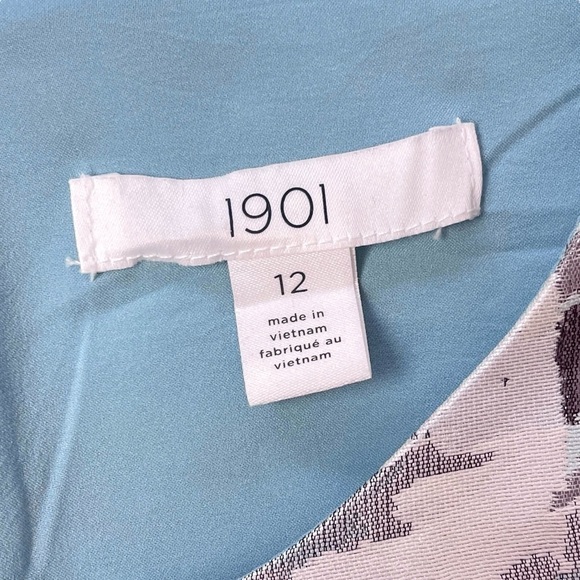 1901
12
made in
vietnam
fabriqué au
vietnam